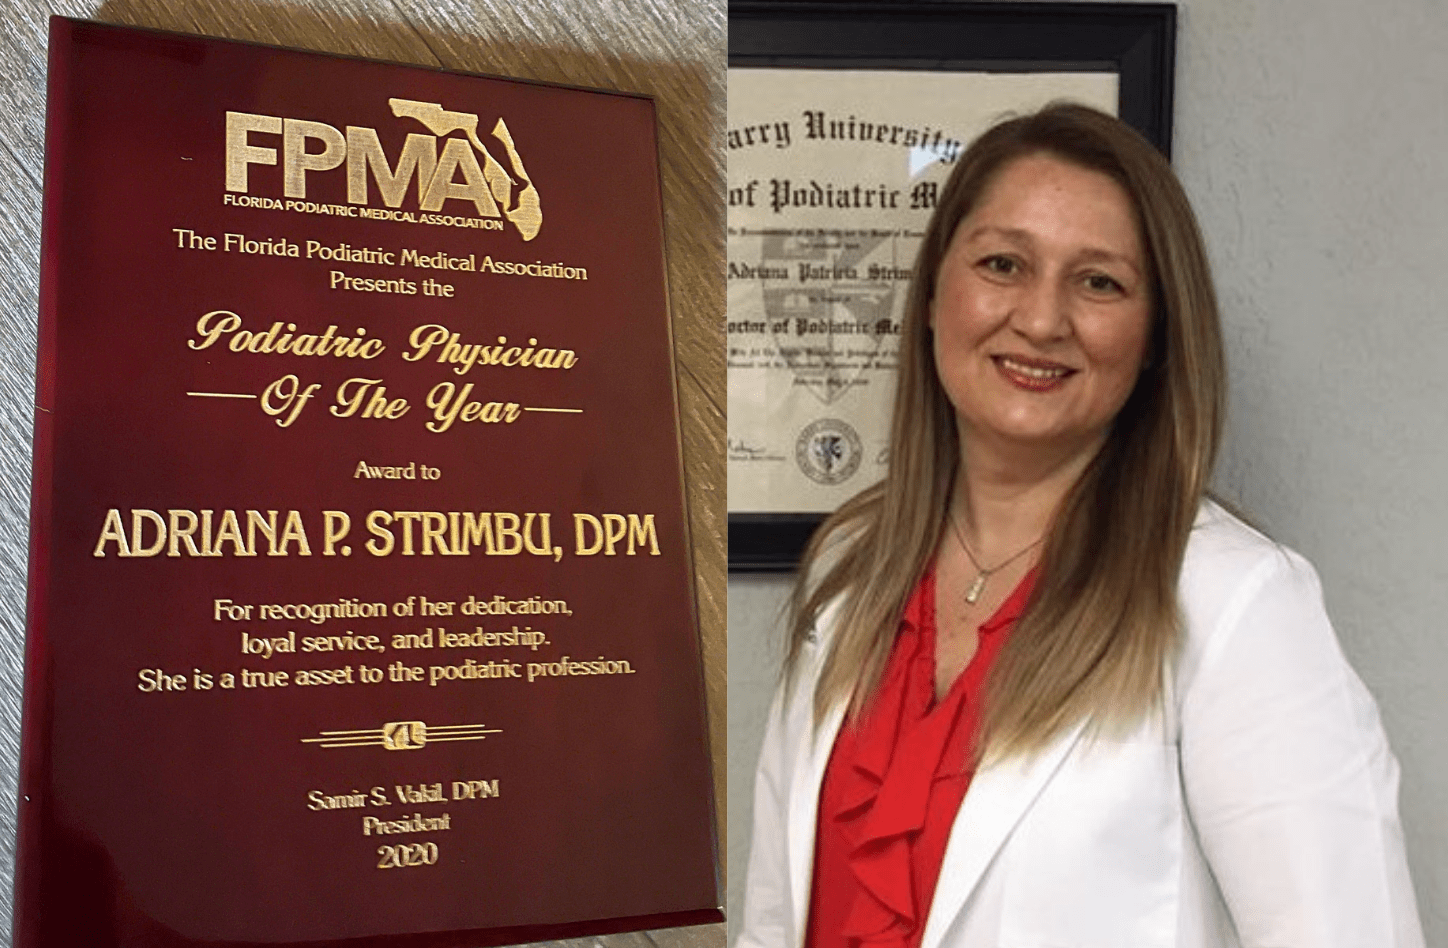 FPMA
FLORIDA PODIATRIC MEDICAL ASSOCIATION
The Florida Podiatric Medical Association
Presents the
Podiatric Physician
Of The Year
Award to
ADRIANA P. STRIMBU, DPM
For recognition of her dedication,
loyal service, and leadership.
She is a true asset to the podiatric profession.
Samir S. Vakil, DPM
President
2020
arry University
of Podiatric M
Adriana Patricia Strim
octor of Podiatric Me